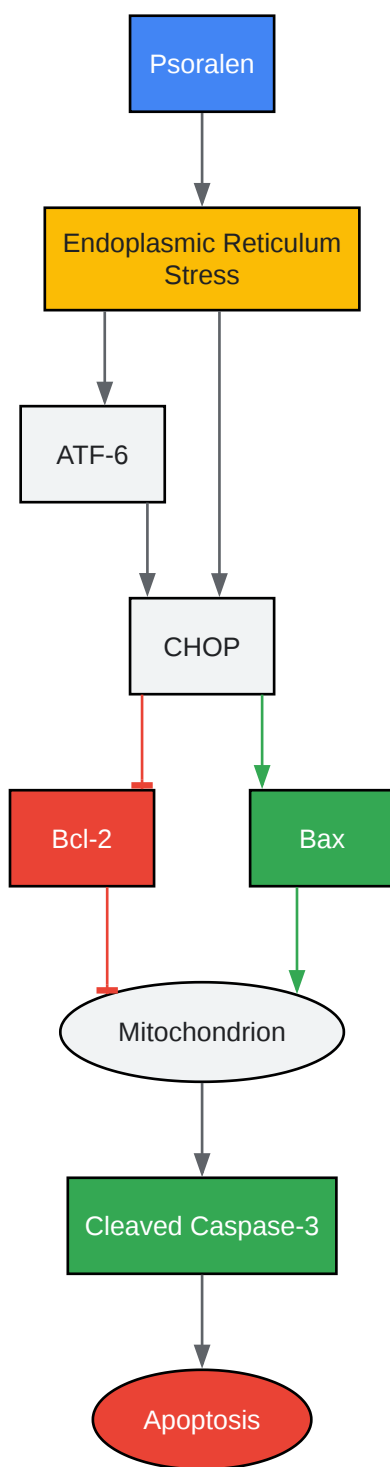 Psoralen
Endoplasmic Reticulum
Stress
ATF-6
CHOP
Bcl-2
Bax
Mitochondrion
Cleaved Caspase-3
Apoptosis